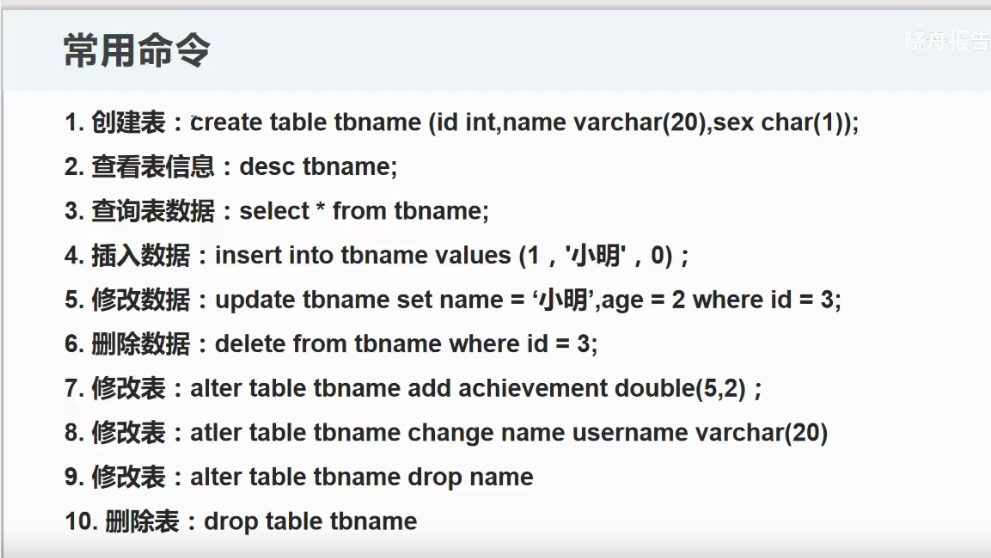 常用命令
晓舟报告
1. 创建表：create table tbname (id int,name varchar(20),sex char(1));
2. 查看表信息：desc tbname;
3. 查询表数据：select * from tbname;
4. 插入数据：insert into tbname values (1，'小明'，0)；
5. 修改数据：update tbname set name = ‘小明’,age = 2 where id = 3;
6. 删除数据：delete from tbname where id = 3;
7. 修改表：alter table tbname add achievement double(5,2)；
8. 修改表：atler table tbname change name username varchar(20)
9. 修改表：alter table tbname drop name
10. 删除表：drop table tbname